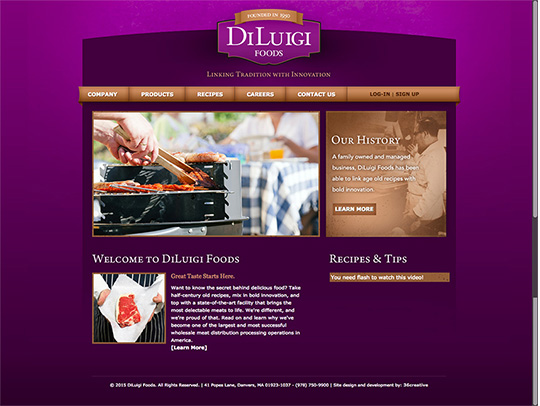 FOUNDED IN 1950
DiLuigi
FOODS
Linking Tradition with Innovation
COMPANY
PRODUCTS
RECIPES
CAREERS
CONTACT US
LOG-IN | SIGN UP
Our History
A family owned and managed
business, DiLuigi Foods has been
able to link age old recipes with
bold innovation.
LEARN MORE
Welcome to DiLuigi Foods
Great Taste Starts Here.
Want to know the secret behind delicious food? Take
half-century old recipes, mix in bold innovation, and
top with a state-of-the-art facility that brings the
most delectable meats to life. We're different, and
we're proud of that. Read on and learn why we've
become one of the largest and most successful
wholesale meat distribution processing operations in
America.
[Learn More]
Recipes & Tips
You need flash to watch this video!
© 2015 DiLuigi Foods. All Rights Reserved. | 41 Popes Lane, Danvers, MA 01923-1037 - (978) 750-9900 | Site design and development by: 36creative